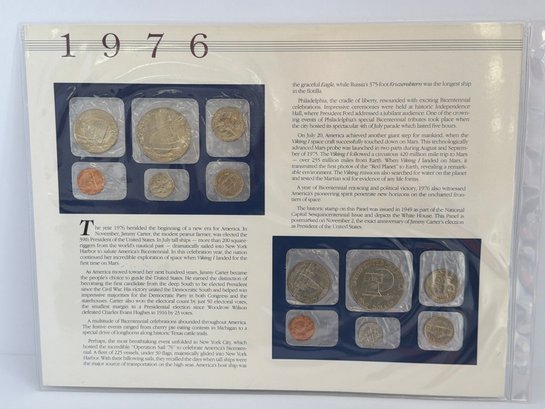 1976
The year 1976 heralded the beginning of a new era for America. In
November, Jimmy Carter, the modest peanut farmer, was elected the
39th President of the United States. In July tall ships — more than 200 square
riggers from the world's nautical past — dramatically sailed into New York
Harbor to salute America's Bicentennial. In this celebration year, the nation
continued her incredible exploration of space when Viking I landed for the
first time on Mars.
As America moved toward her next hundred years, Jimmy Carter became
the people's choice to guide the United States. He earned the distinction of
becoming the first candidate from the deep South to be elected President
since the Civil War. His victory united the Democratic South and helped win
impressive majorities for the Democratic Party in both Congress and the
statehouses. Carter also won the electoral count by just 56 electoral votes,
the smallest margin in a Presidential election since Woodrow Wilson
defeated Charles Evans Hughes in 1916 by 23 votes.
A multitude of Bicentennial celebrations abounded throughout America.
The festive events ranged from cherry pie eating contests in Michigan to a
special drive of longhorns along historic Texas cattle trails.
Perhaps, the most breathtaking event unfolded in New York City, which
hosted the incredible "Operation Sail '76" to celebrate America's Bicenten-
nial. A fleet of 225 vessels, under 30 flags, majestically glided into New York
Harbor. With their billowing sails, they recalled the days when tall ships were
the major source of transportation on the high seas. America's host ship was
the graceful Eagle, while Russia's 375 foot Kruzenshtern was the longest ship
in the flotilla.
Philadelphia, the cradle of liberty, resounded with exciting Bicentennial
celebrations. Impressive ceremonies were held at historic Independence
Hall, where President Ford addressed a jubilant audience. One of the crown-
ing events of Philadelphia's special Bicentennial tributes took place when
the city hosted its spectacular 4th of July parade which lasted five hours.
On July 20, America achieved another giant step for mankind, when the
Viking I space craft successfully touched down on Mars. This technologically
advanced Mars probe was launched in two parts during August and September
of 1975. Viking I followed a circuitous 420 million mile trip to Mars
— over 235 million miles from Earth. When Viking I landed on Mars, it
transmitted the first photographs of the "Red Planet" to Earth, revealing a remarkable
landscape. The Viking missions also searched for water on the planet and
tested the Martian soil for evidence of any life forms.
A year of Bicentennial rejoicing and political victory, 1976 also witnessed
America's pioneering spirit penetrate new horizons on the uncharted frontiers
of space.
The historic stamp on this Panel was issued in 1949 as part of the National
Capital Sesquicentennial Issue and depicts the White House. This Panel is
postmarked on November 2, the exact anniversary of Jimmy Carter's election
as President of the United States.